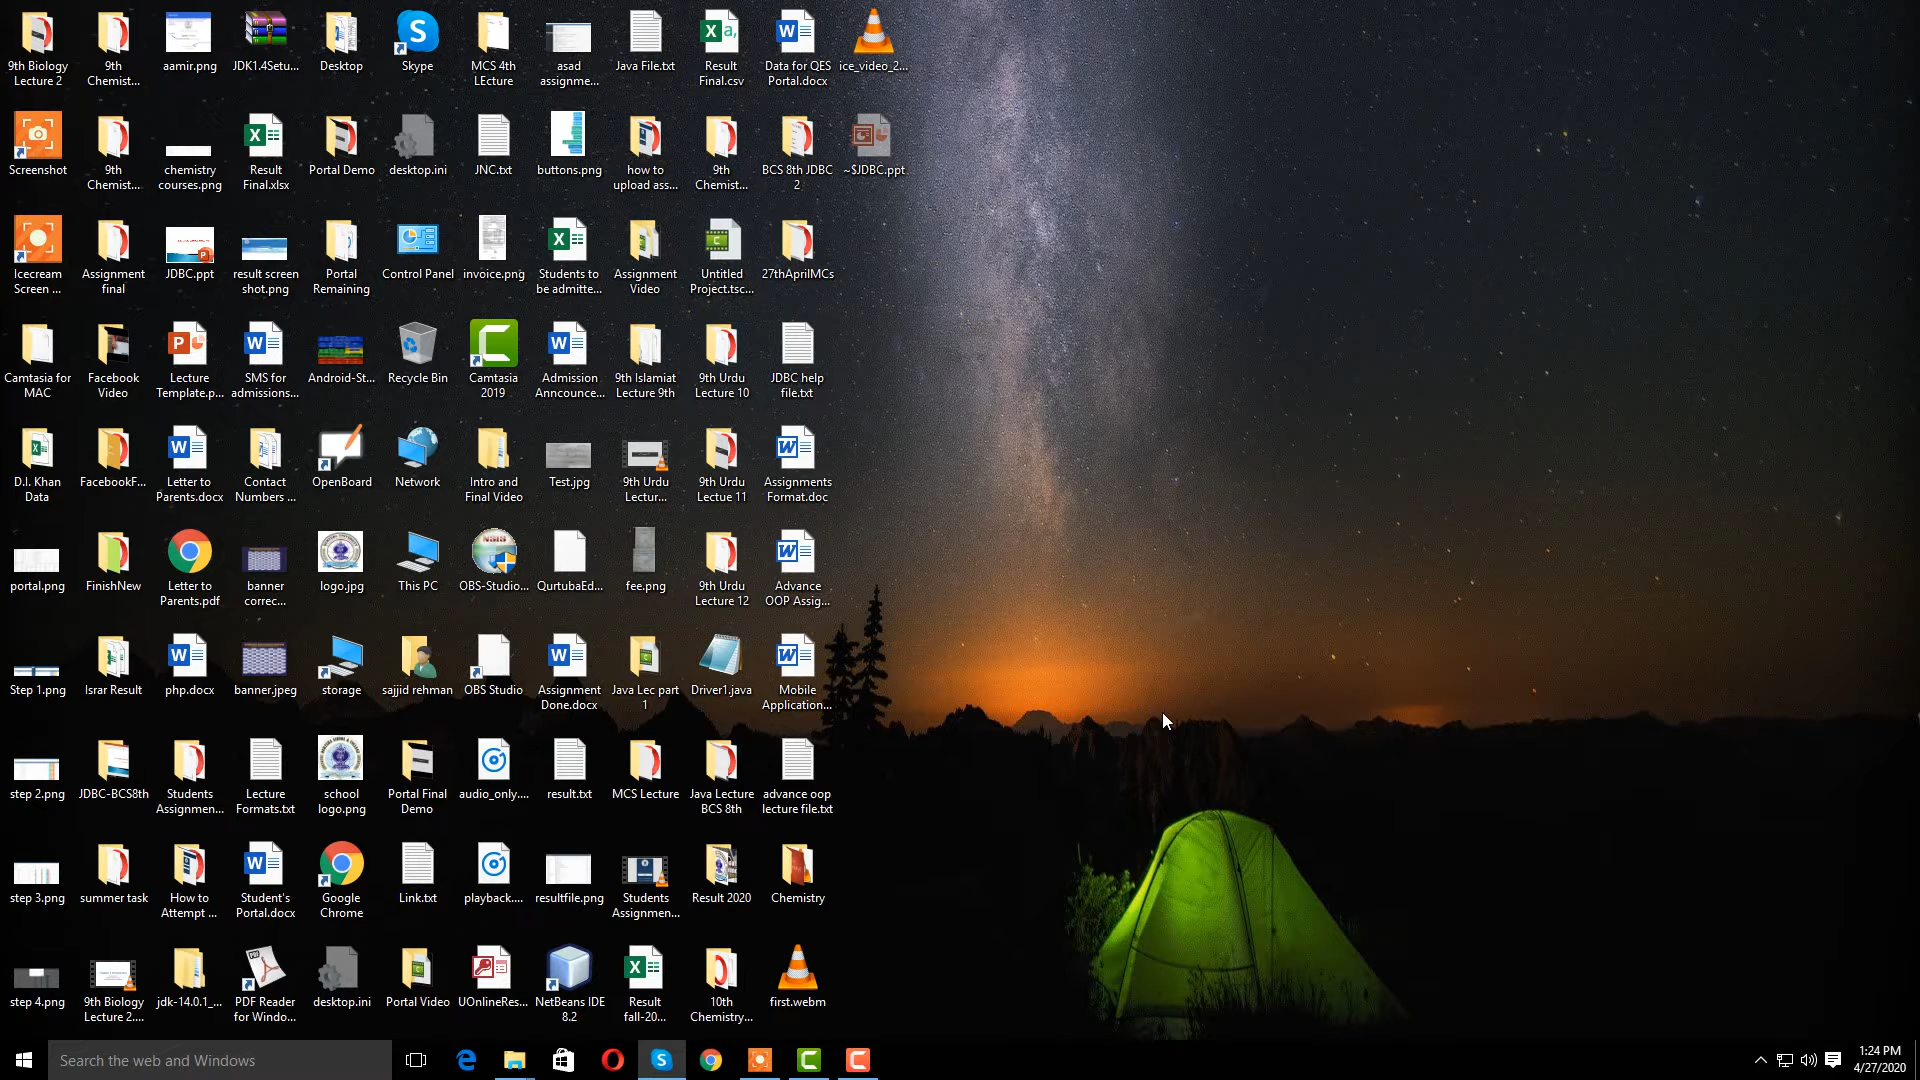 9th Biology
Lecture 2
9th
Chemist...
aamir.png
JDK1.4Setu...
Desktop
Skype
MCS 4th
LEcture
asad
assignme...
Java File.txt
Result
Final.csv
Data for QES
Portal.docx
ice_video_2...
Screenshot
9th
Chemist...
chemistry
courses.png
Result
Final.xlsx
Portal Demo
desktop.ini
JNC.txt
buttons.png
how to
upload ass...
9th
Chemist...
BCS 8th JDBC
2
~$JDBC.ppt
Icecream
Screen ...
Assignment
final
JDBC.ppt
result screen
shot.png
Portal
Remaining
Control Panel
invoice.png
Students to
be admitte...
Assignment
Video
Untitled
Project.tsc...
27thAprilMCs
Camtasia for
MAC
Facebook
Video
Lecture
Template.p...
SMS for
admissions...
Android-St...
Recycle Bin
Camtasia
2019
Admission
Annceounce...
9th Islamiat
Lecture 9th
9th Urdu
Lecture 10
JDBC help
file.txt
D.I. Khan
Data
FacebookF...
Letter to
Parents.docx
Contact
Numbers ...
OpenBoard
Network
Intro and
Final Video
Test.jpg
9th Urdu
Lectur...
9th Urdu
Lectue 11
Assignments
Format.doc
portal.png
FinishNew
Letter to
Parents.pdf
banner
correc...
logo.jpg
This PC
OBS-Studio...
QurtubaEd...
fee.png
9th Urdu
Lecture 12
Advance
OOP Assig...
Step 1.png
Israr Result
php.docx
banner.jpeg
storage
sajjid rehman
OBS Studio
Assignment
Done.docx
Java Lec part
1
Driver1.java
Mobile
Application...
step 2.png
JDBC-BCS8th
Students
Assignmen...
Lecture
Formats.txt
school
logo.png
Portal Final
Demo
audio_only....
result.txt
MCS Lecture
Java Lecture
BCS 8th
advance oop
lecture file.txt
step 3.png
summer task
How to
Attempt ...
Student's
Portal.docx
Google
Chrome
Link.txt
playback....
resultfile.png
Students
Assignmen...
Result 2020
Chemistry
step 4.png
9th Biology
Lecture 2....
jdk-14.0.1_...
PDF Reader
for Windo...
desktop.ini
Portal Video
UOnlineRes...
NetBeans IDE
8.2
Result
fall-20...
10th
Chemistry...
first.webm
Search the web and Windows
1:24 PM
4/27/2020